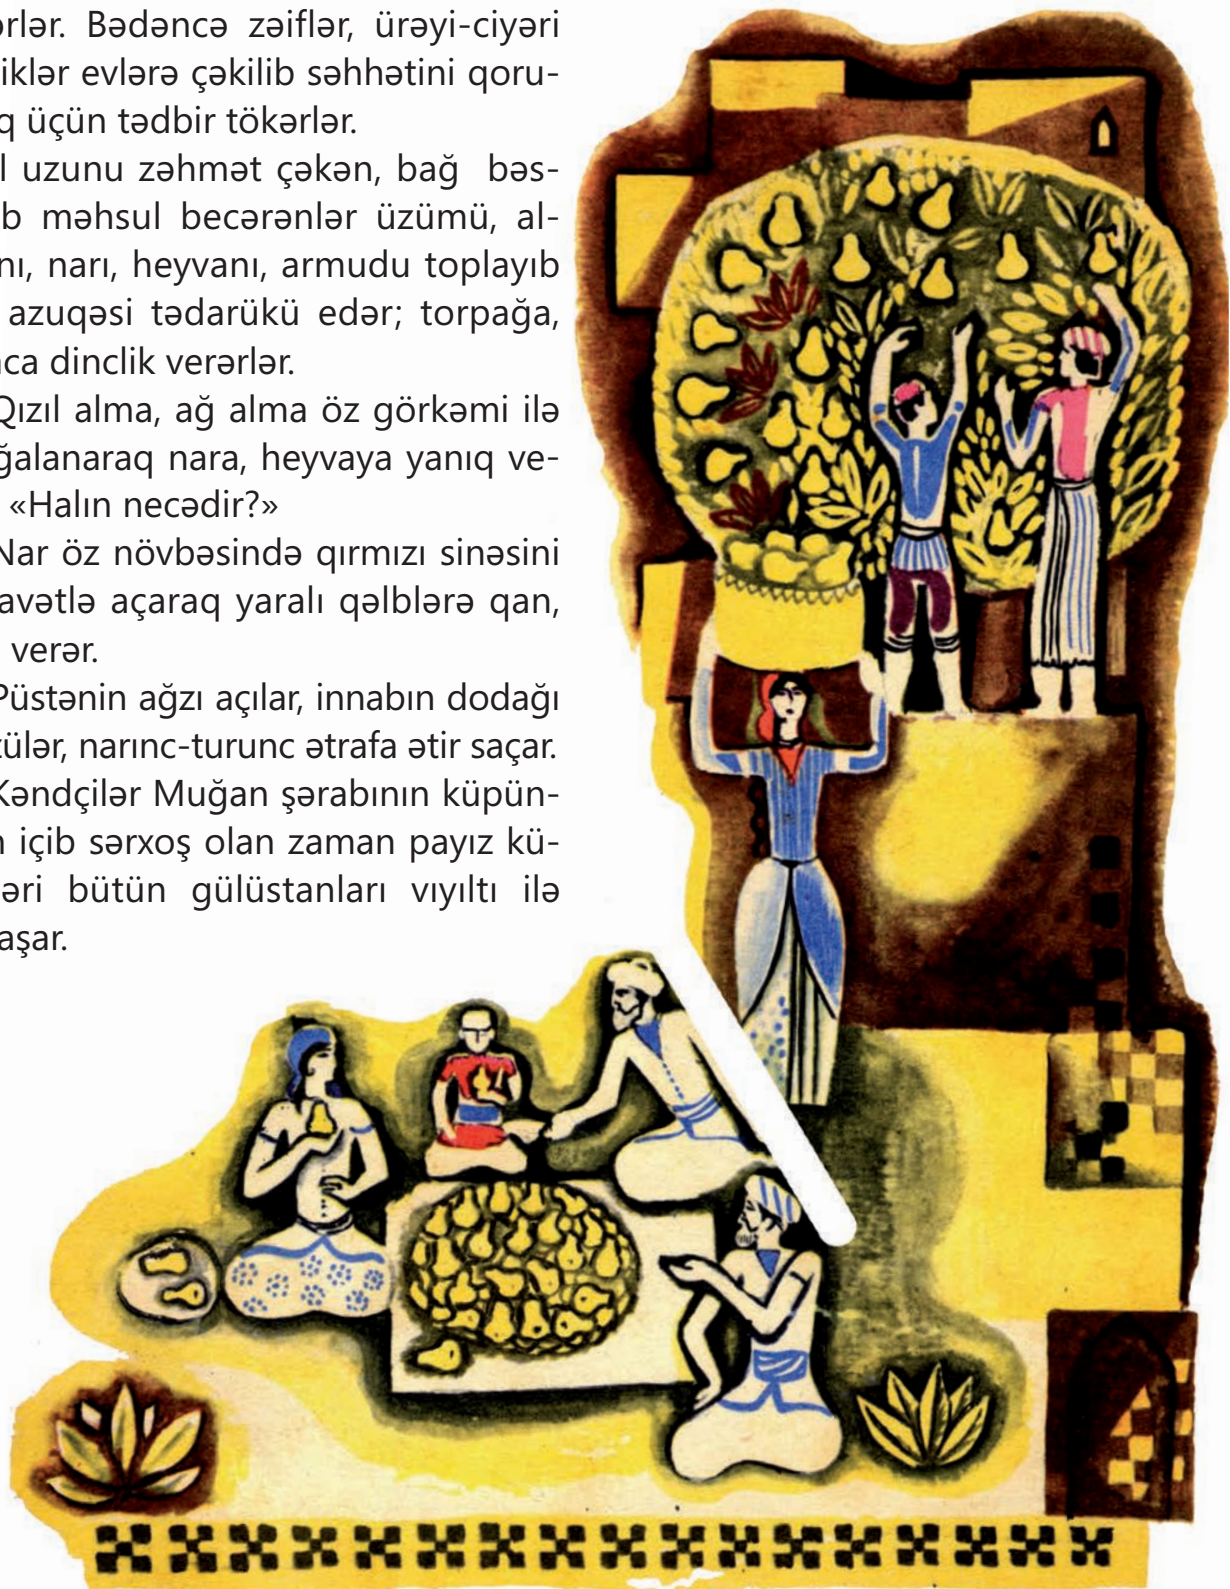 ərlər. Bədəncə zəiflər, ürəyi-ciyəri
iklər evlərə çəkilib səhhətini qoru-
q üçün tədbir tökərlər.
l uzunu zəhmət çəkən, bağ bəs-
b məhsul becərənlər üzümü, al-
nı, narı, heyvanı, armudu toplayıb
azuqəsi tədarükü edər; torpağa,
ca dinclik verərlər.
Qızıl alma, ağ alma öz görkəmi ilə
ğalanaraq nara, heyvaya yanıq ve-
«Halın necədir?»
Nar öz növbəsində qırmızı sinəsini
avətlə açaraq yaralı qəlblərə qan,
verər.
Püstənin ağzı açılar, innabın dodağı
zülər, narınc-turunc ətrafa ətir saçar.
Kəndçilər Muğan şərabının küpün-
n içib sərxoş olan zaman payız kü-
əri bütün gülüstanları vıyıltı ilə
aşar.